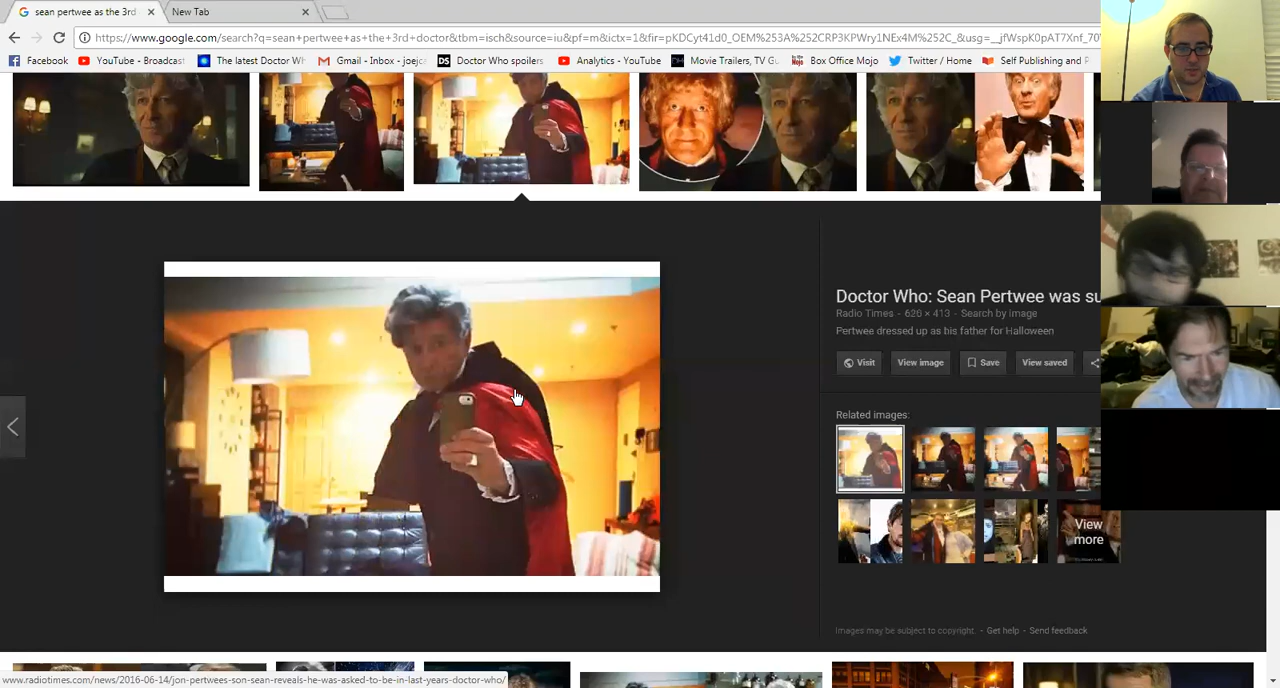 sean pertwee as the 3rd
New Tab
https://www.google.com/search?q=sean+pertwee+as+the+3rd+doctor&tbm=isch&source=iu&pf=m&ictx=1&fir=pKDCyt41d0_OEM%253A%252CRP3KPWry1NEx4M%252C_&usg=__jfWspK0pAT7Xnf_70
Facebook
YouTube - Broadcast
The latest Doctor W
Gmail - Inbox - joejc
Doctor Who spoilers
Analytics - YouTube
Movie Trailers, TV Gu
Box Office Mojo
Twitter / Home
Self Publishing and P
Doctor Who: Sean Pertwee was su
Radio Times - 620 × 413 - Search by image
Pertwee dressed up as his father for Halloween
Visit
View image
Save
View saved
Related images:
View
more
Images may be subject to copyright. - Get help - Send feedback
www.radiotimes.com/news/2016-06-14/jon-pertwees-son-sean-reveals-he-was-asked-to-be-in-last-years-doctor-who/